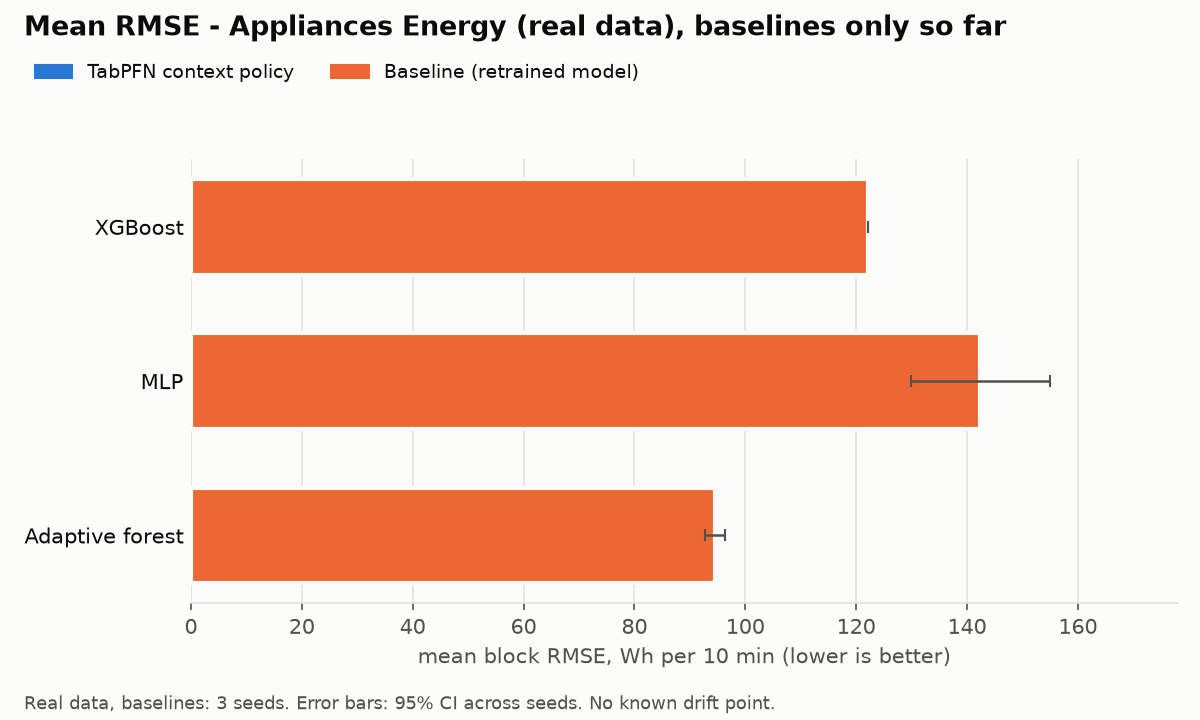 Mean RMSE - Appliances Energy (real data), baselines only so far
TabPFN context policy
Baseline (retrained model)
XGBoost
MLP
Adaptive forest
0 20 40 60 80 100 120 140 160
mean block RMSE, Wh per 10 min (lower is better)
Real data, baselines: 3 seeds. Error bars: 95% CI across seeds. No known drift point.